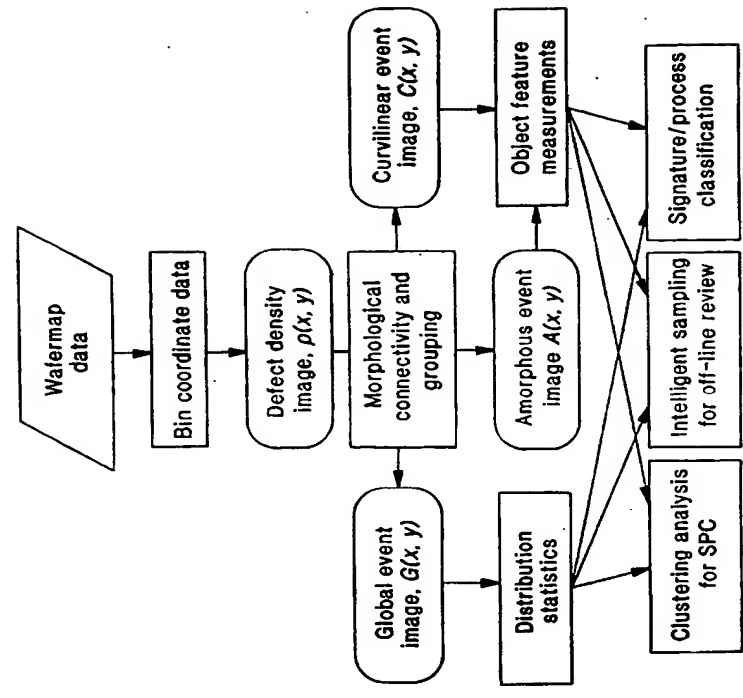 Wafermap
data
Bin coordinate data
Defect density
image, ρ(x, y)
Morphological
connectivity and
grouping
Global event
image, G(x, y)
Amorphous event
image A(x, y)
Curvilinear event
image, C(x, y)
Distribution
statistics
Object feature
measurements
Clustering analysis
for SPC
Intelligent sampling
for off-line review
Signature/process
classification